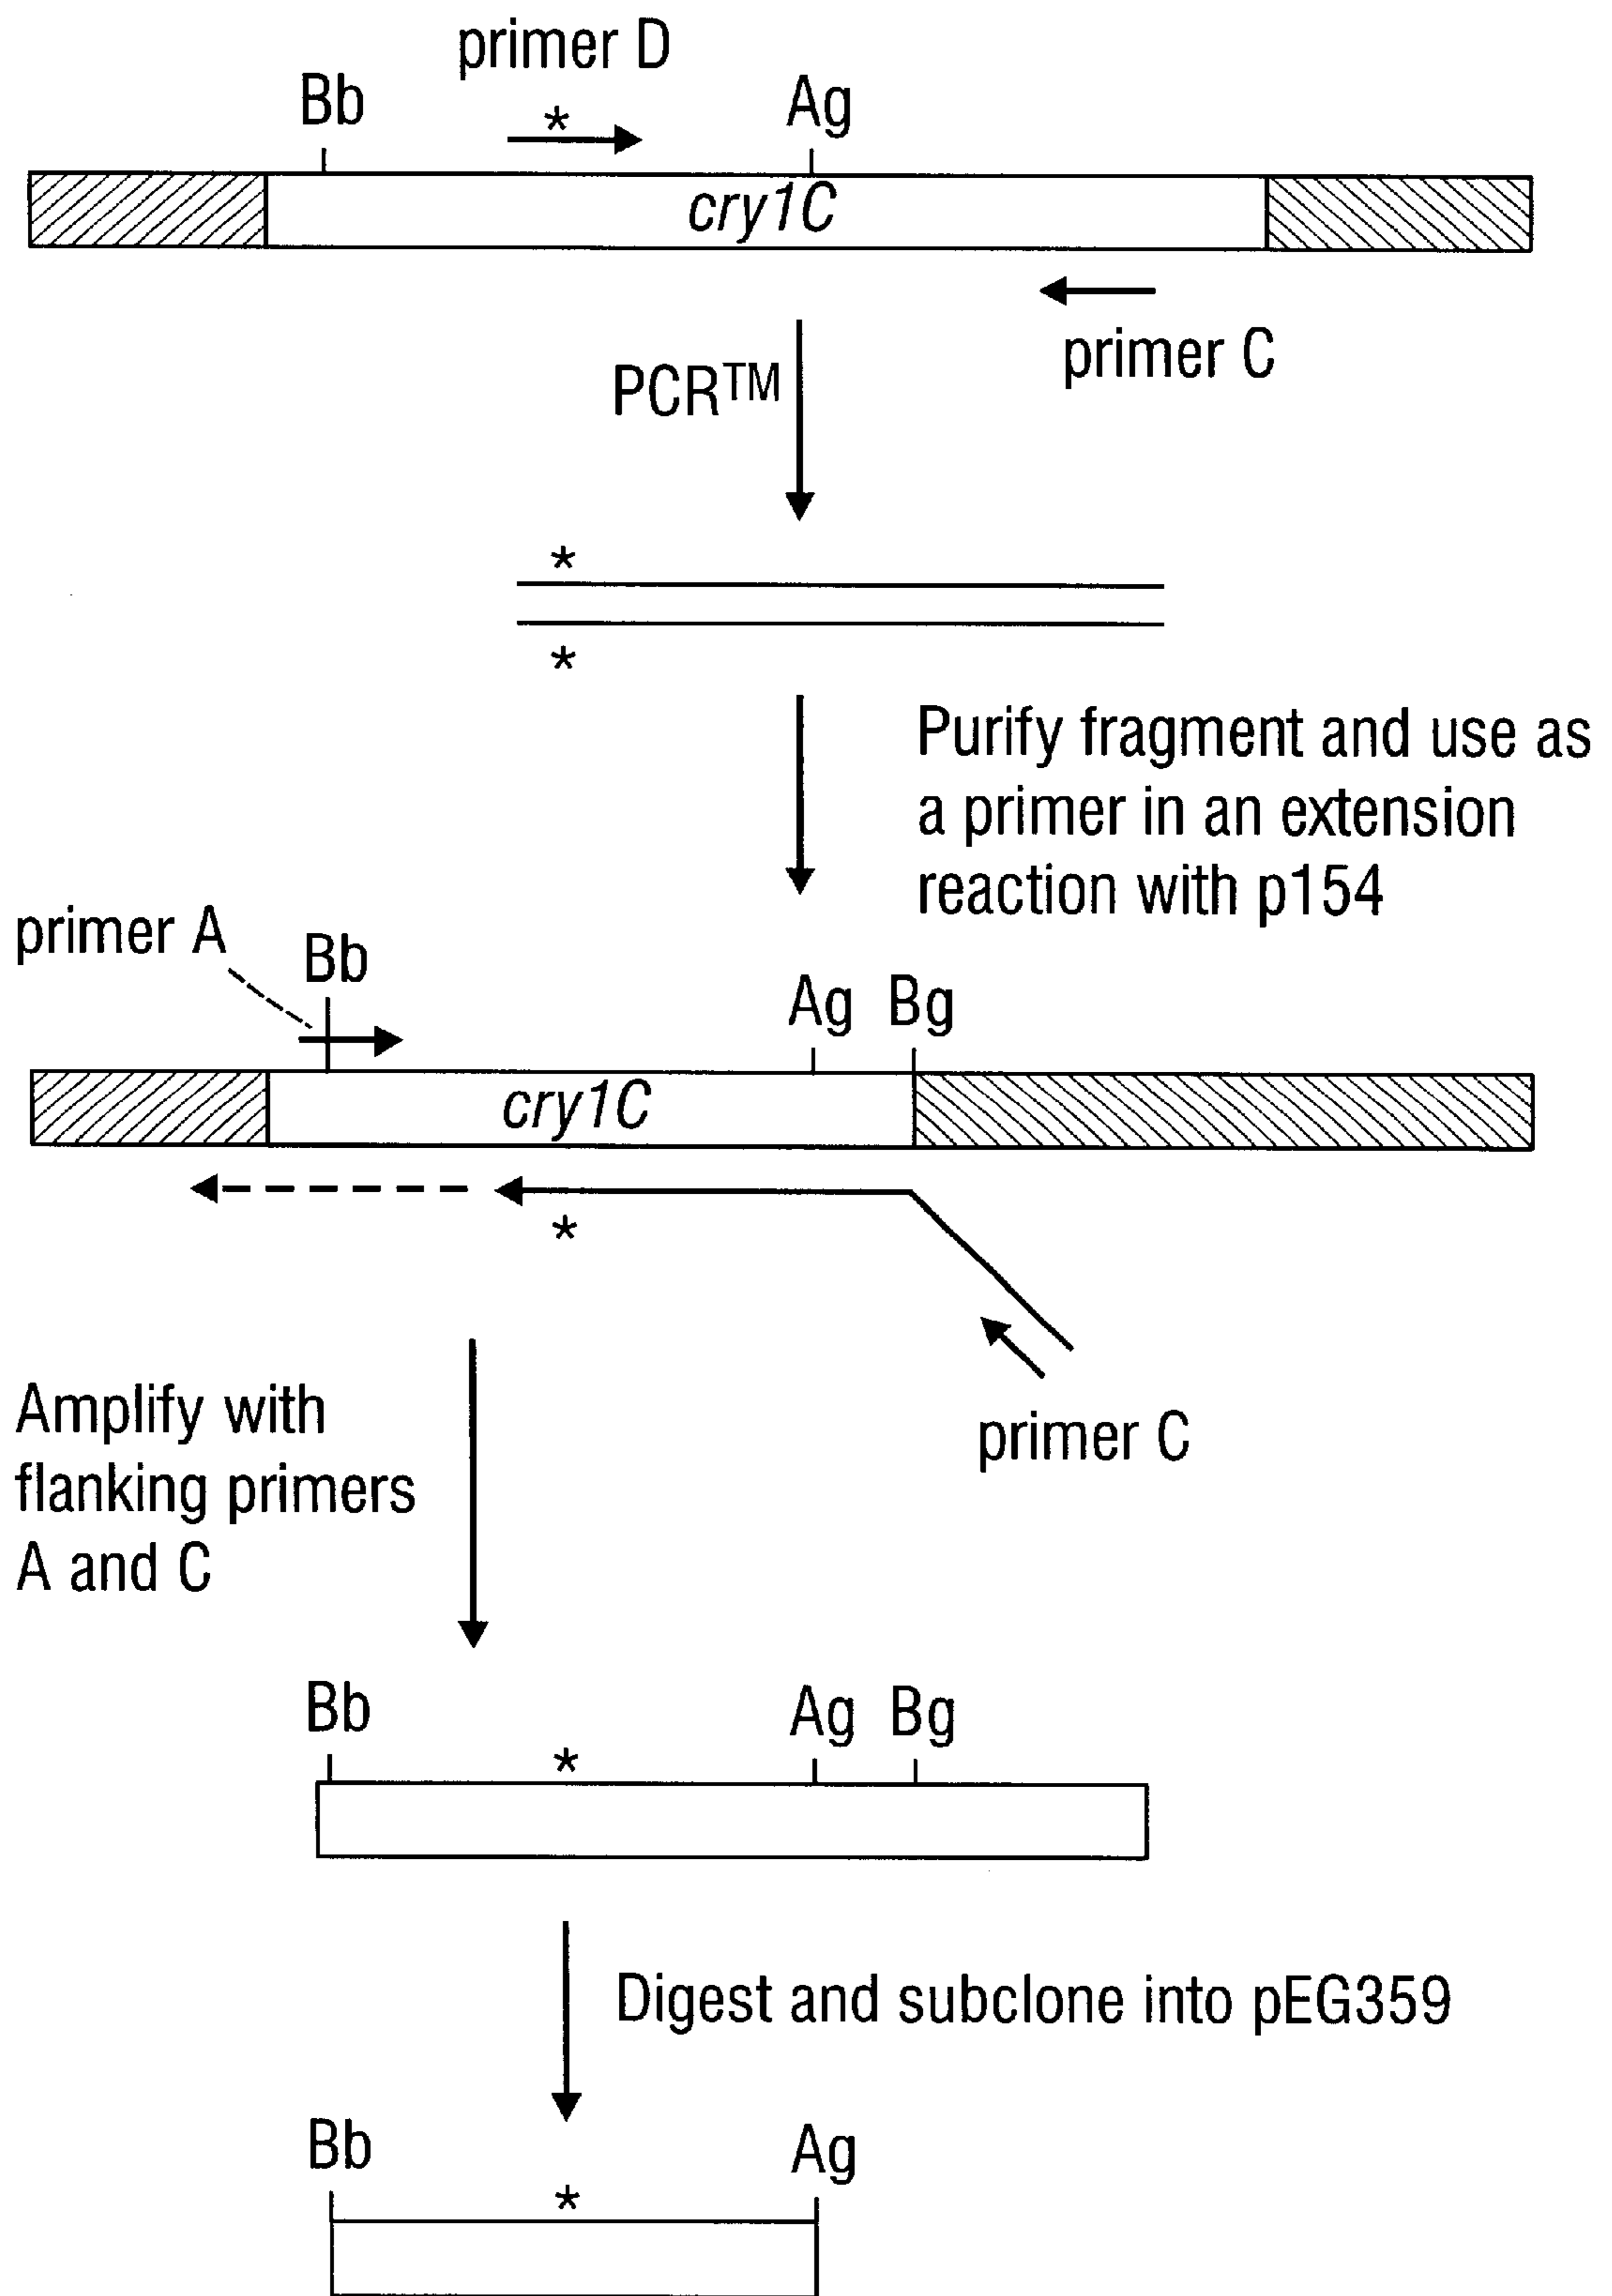 primer D
Bb
*
Ag
cry1C
primer C
PCR™
*
*
Purify fragment and use as
a primer in an extension
reaction with p154
primer A
Bb
Ag
Bg
cry1C
*
primer C
Amplify with
flanking primers
A and C
Bb
*
Ag
Bg
Digest and subclone into pEG359
Bb
*
Ag